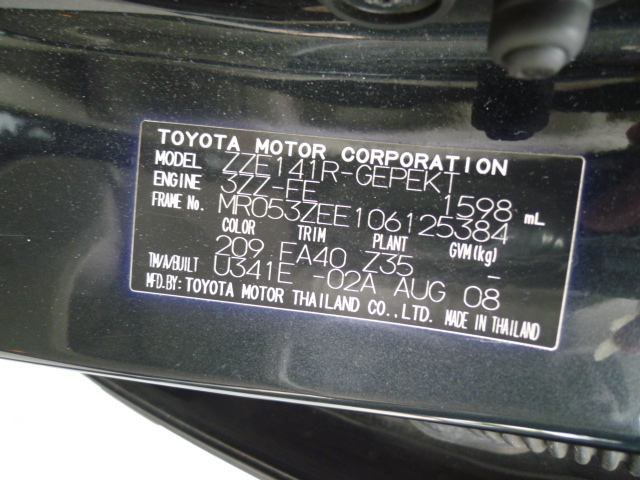 TOYOTA MOTOR CORPORATION
MODEL ZZE141R-GEPEKT
ENGINE 3ZZ-FE 1598 mL
FRAME No. MR053ZEE106125384
COLOR TRIM PLANT GVM(kg)
209 FA40 Z35 -
TM/A/BUILT U341E -02A AUG 08
MFD.BY: TOYOTA MOTOR THAILAND CO.,LTD. MADE IN THAILAND